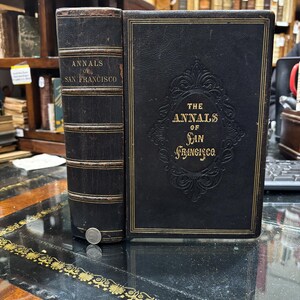 ANNALS
OF
SAN FRANCISCO
THE
ANNALS
OF
SAN
FRANCISCO.